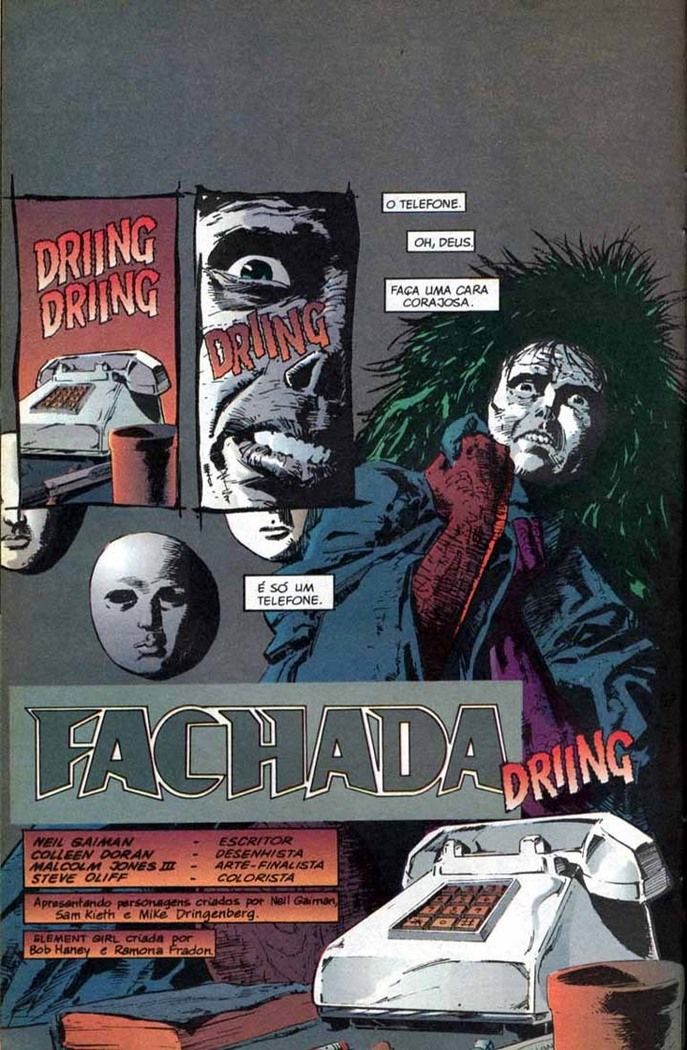 DRIING
DRIING
DRIING
O TELEFONE.
OH, DEUS.
FAÇA UMA CARA
CORAJOSA.
É SÓ UM
TELEFONE.
FACHADA
DRIING
NEIL GAIMAN - ESCRITOR
COLLEEN DORAN - DESENHISTA
MALCOLM JONES III - ARTE-FINALISTA
STEVE OLIFF - COLORISTA
Apresentando personagens criados por Neil Gaiman,
Sam Kieth e Mike Dringenberg.
ELEMENT GIRL criada por
Bob Haney e Ramona Fradon.